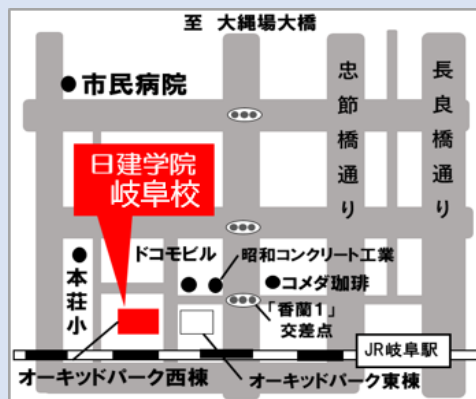 至 大縄場大橋
市民病院
忠節橋通り
長良橋通り
日建学院
岐阜校
ドコモビル
昭和コンクリート工業
本荘小
コメダ珈琲
「香蘭1」
交差点
JR岐阜駅
オーキッドパーク西棟
オーキッドパーク東棟